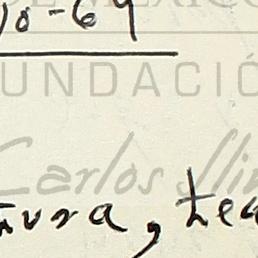 10-69
UNDACIÓ
Carlos Slim
tura, tea